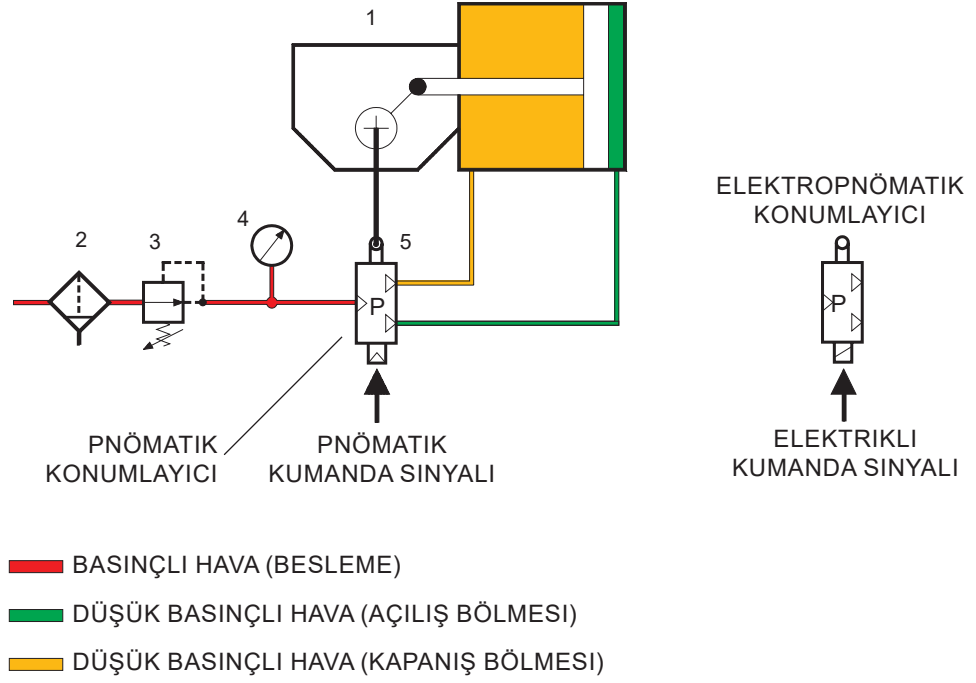 1
ELEKTROPNÖMATIK
KONUMLAYICI
2
3
4
5
P
P
PNÖMATIK
KONUMLAYICI
PNÖMATIK
KUMANDA SINYALI
ELEKTRIKLI
KUMANDA SINYALI
BASINÇLI HAVA (BESLEME)
DÜŞÜK BASINÇLI HAVA (AÇILIŞ BÖLMESI)
DÜŞÜK BASINÇLI HAVA (KAPANIŞ BÖLMESI)